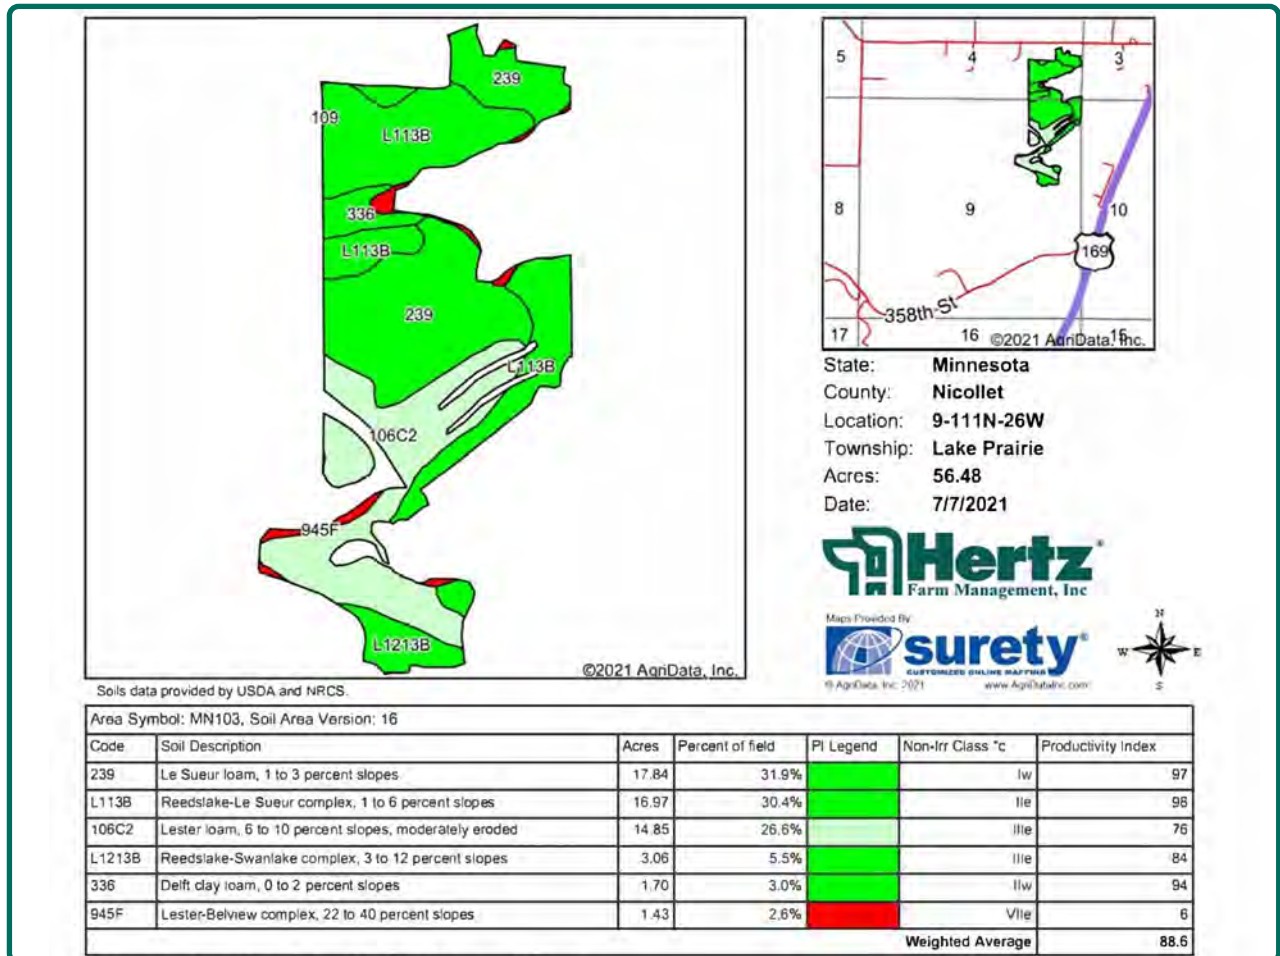 239
109
L113B
336
L113B
239
L113B
106C2
945F
L1213B
©2021 AgriData, Inc.
Soils data provided by USDA and NRCS.
5
4
3
8
9
10
169
358th St
17
16
15
©2021 AgriData, Inc.
State: Minnesota
County: Nicollet
Location: 9-111N-26W
Township: Lake Prairie
Acres: 56.48
Date: 7/7/2021
Hertz®
Farm Management, Inc
Maps Provided By:
surety®
CUSTOMIZED ONLINE MAPPING
© AgriData, Inc. 2021 www.AgriDataInc.com
N
W E
S
Area Symbol: MN103, Soil Area Version: 16
Code Soil Description Acres Percent of field PI Legend Non-Irr Class *c Productivity Index
239 Le Sueur loam, 1 to 3 percent slopes 17.84 31.9% Iw 97
L113B Reedslake-Le Sueur complex, 1 to 6 percent slopes 16.97 30.4% IIe 98
106C2 Lester loam, 6 to 10 percent slopes, moderately eroded 14.85 26.6% IIIe 76
L1213B Reedslake-Swanlake complex, 3 to 12 percent slopes 3.06 5.5% IIIe 84
336 Delft clay loam, 0 to 2 percent slopes 1.70 3.0% IIw 94
945F Lester-Belview complex, 22 to 40 percent slopes 1.43 2.6% VIIe 6
Weighted Average 88.6